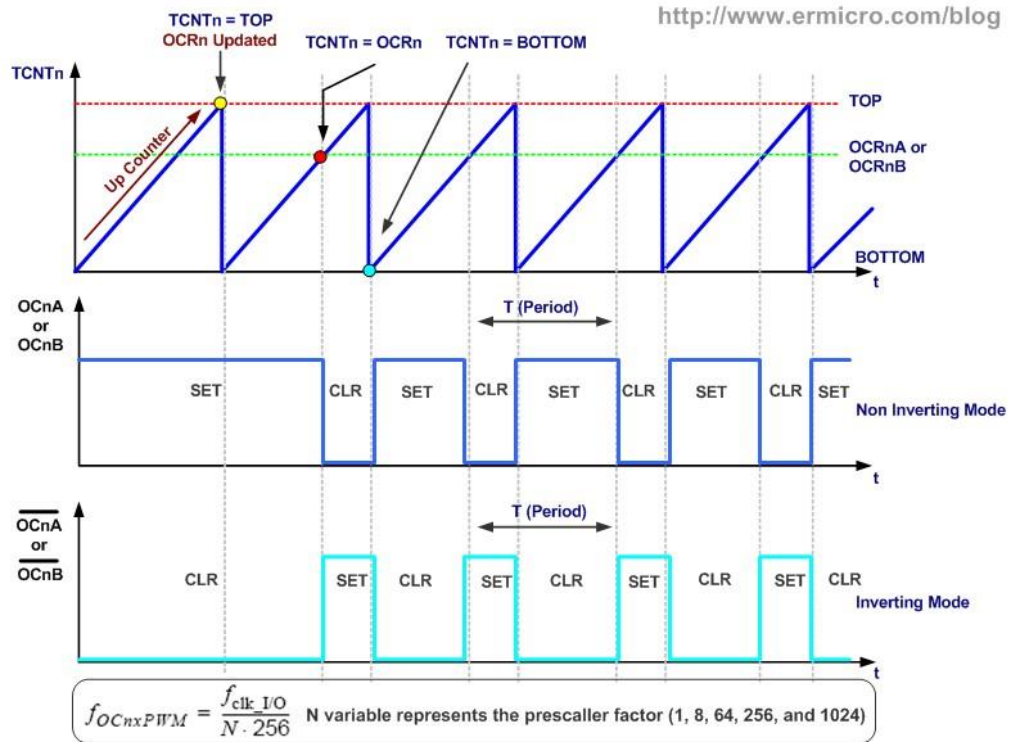 http://www.ermicro.com/blog
TCNTn = TOP
OCRn Updated
TCNTn = OCRn
TCNTn = BOTTOM
TCNTn
TOP
Up Counter
OCRnA or
OCRnB
BOTTOM
t
OCnA
or
OCnB
T (Period)
SET
CLR
SET
CLR
SET
CLR
SET
CLR
SET
Non Inverting Mode
t
OCnA
or
OCnB
T (Period)
CLR
SET
CLR
SET
CLR
SET
CLR
SET
CLR
Inverting Mode
t
f_OCnxPWM = f_clk_I/O / N · 256 N variable represents the prescaller factor (1, 8, 64, 256, and 1024)